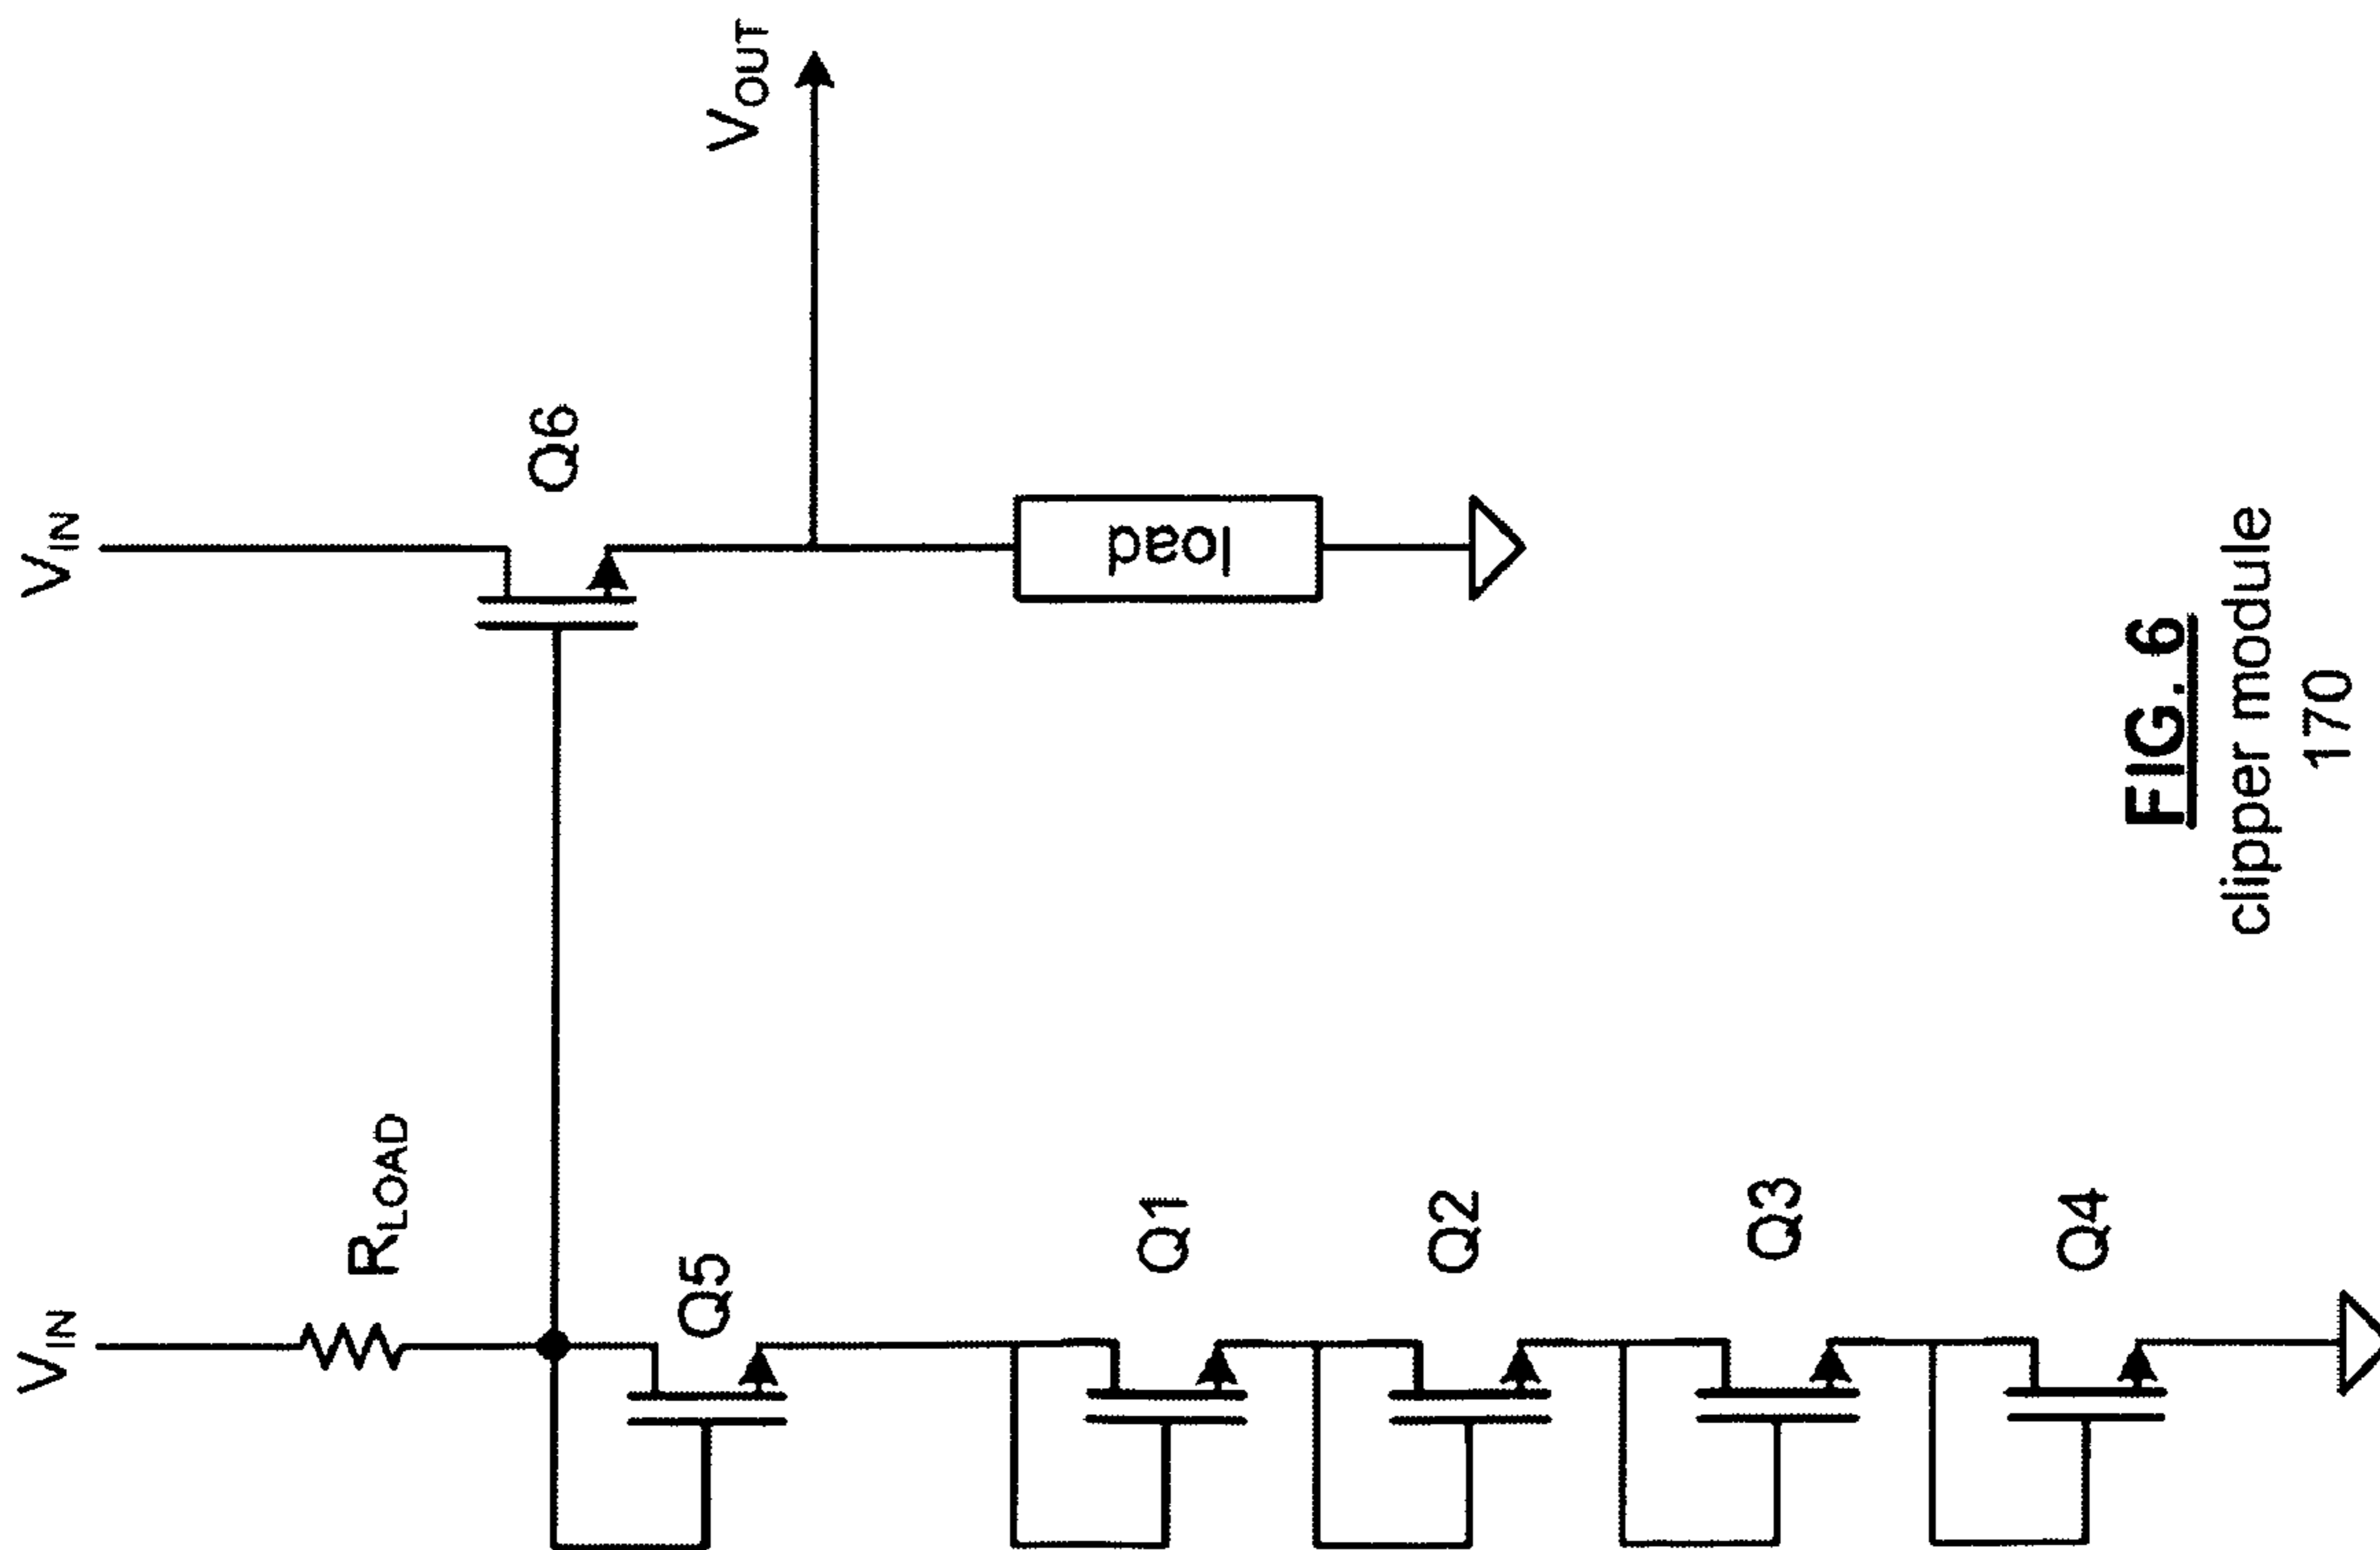 V_IN
V_IN
R_LOAD
Q6
V_OUT
Q5
load
Q1
Q2
Q3
Q4
FIG. 6
clipper module
170